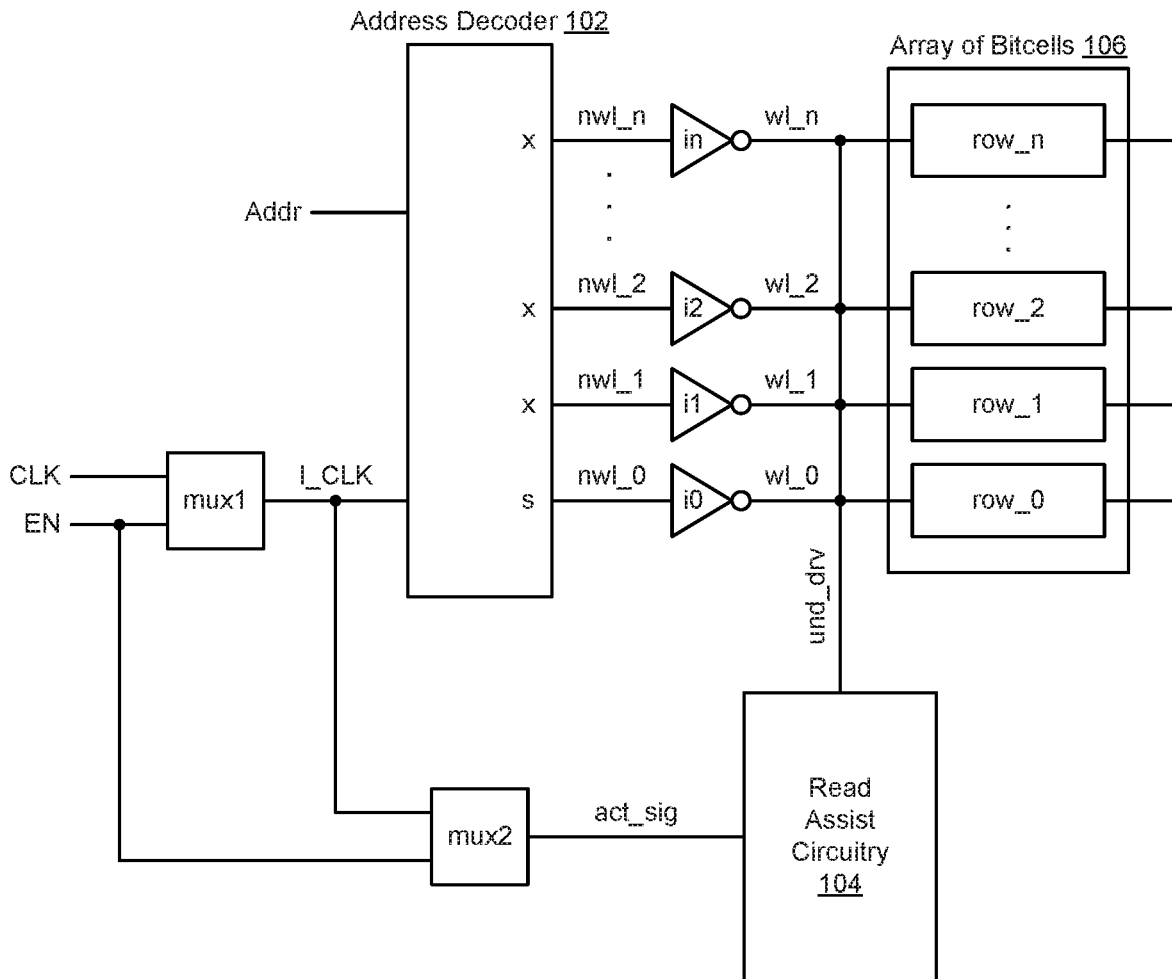 Address Decoder 102
Array of Bitcells 106
x
nwl_n
in
wl_n
row_n
Addr
x
nwl_2
i2
wl_2
row_2
x
nwl_1
i1
wl_1
row_1
CLK
EN
mux1
I_CLK
s
nwl_0
i0
wl_0
row_0
und_drv
mux2
act_sig
Read
Assist
Circuitry
104